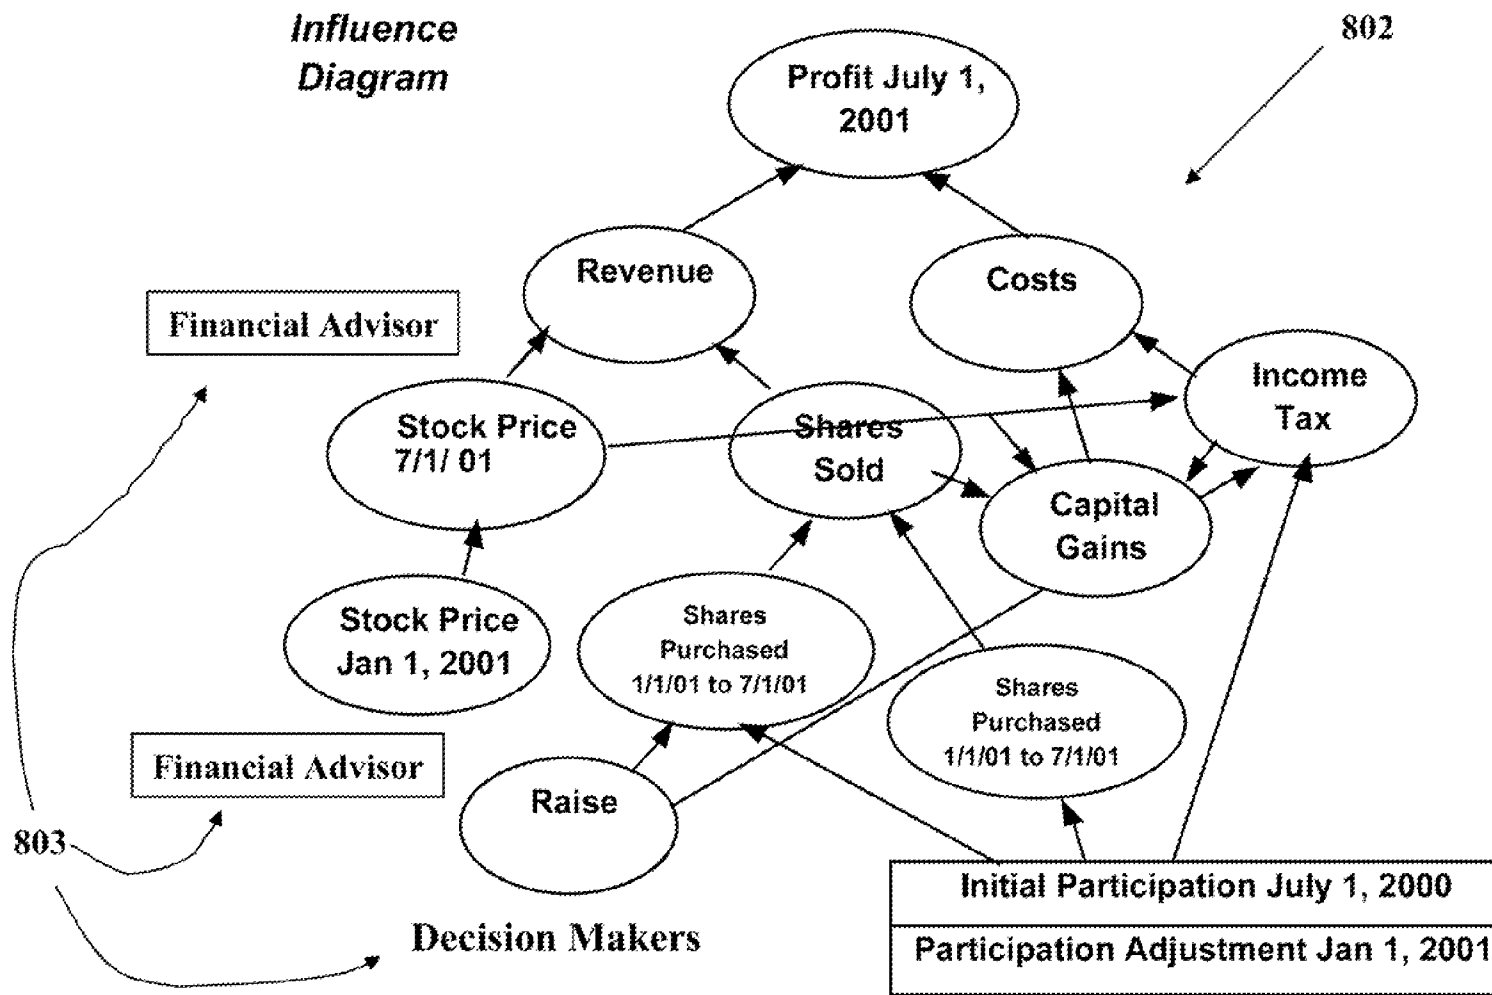 Influence
Diagram
802
Profit July 1,
2001
Revenue
Costs
Financial Advisor
Income
Tax
Stock Price
7/1/ 01
Shares
Sold
Capital
Gains
Stock Price
Jan 1, 2001
Shares
Purchased
1/1/01 to 7/1/01
Shares
Purchased
1/1/01 to 7/1/01
Financial Advisor
Raise
803
Initial Participation July 1, 2000
Decision Makers
Participation Adjustment Jan 1, 2001